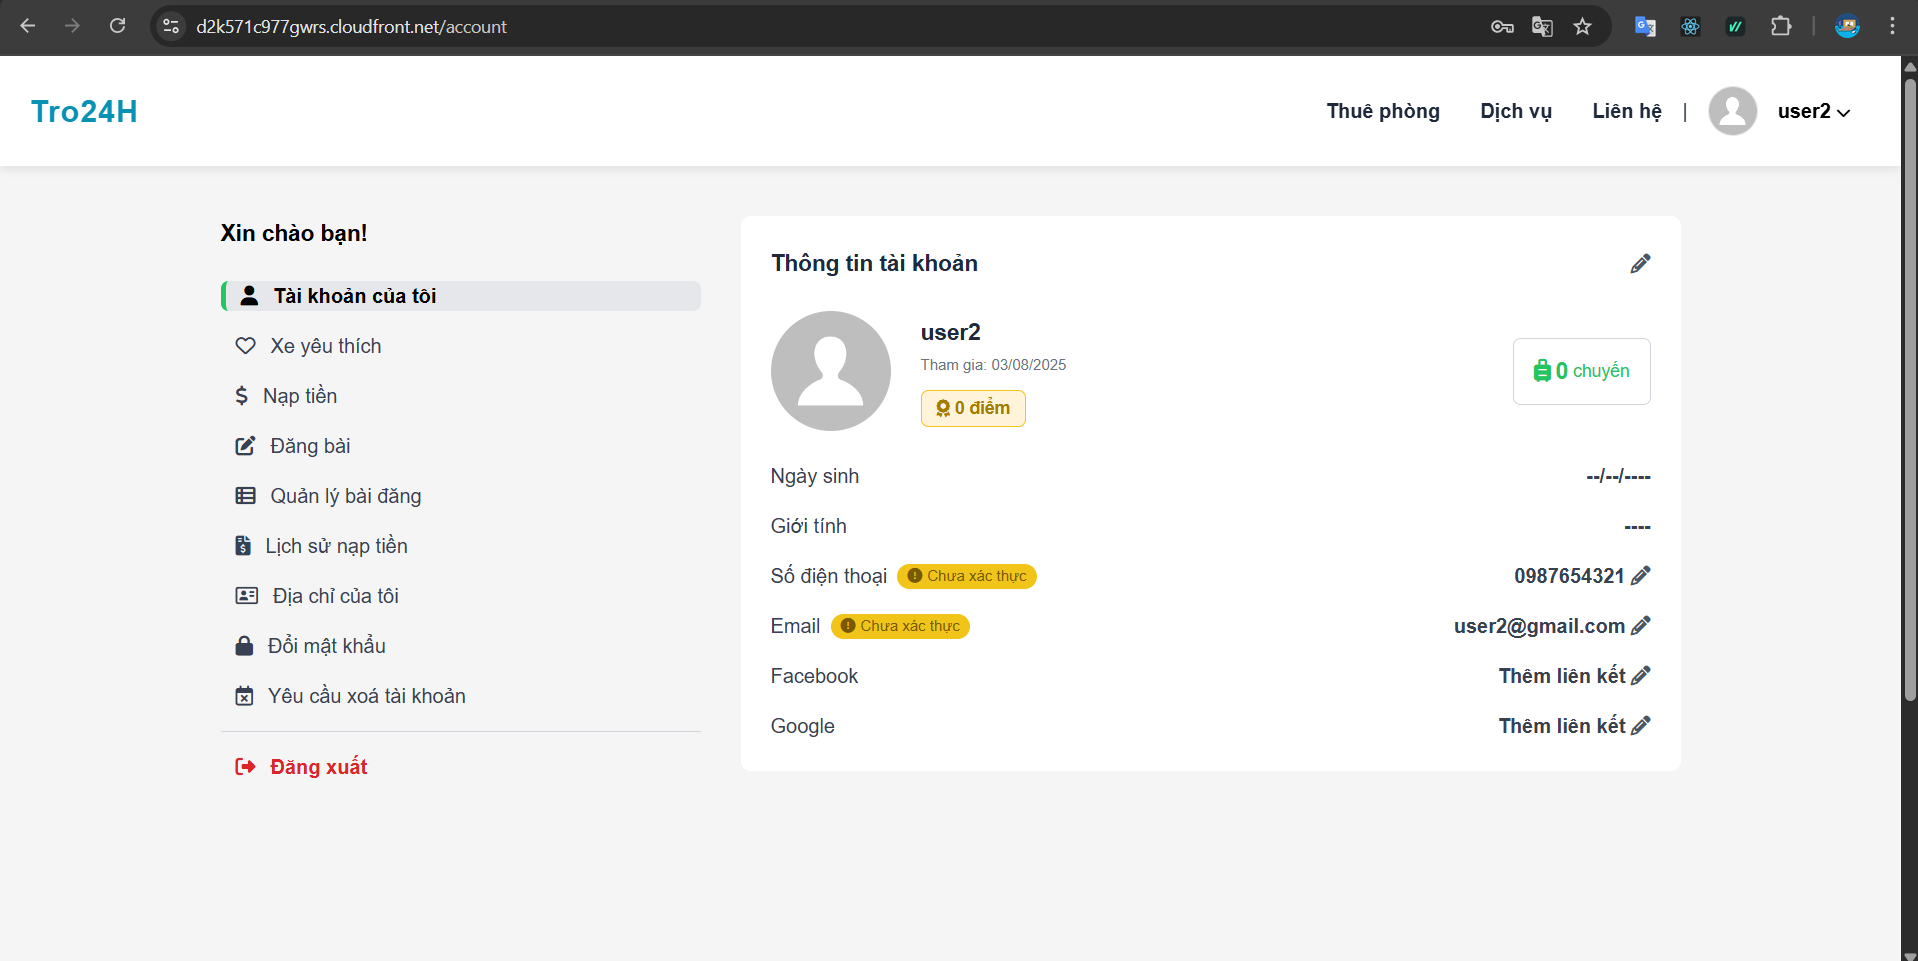 d2k571c977gwrs.cloudfront.net/account
Tro24H
Thuê phòng
Dịch vụ
Liên hệ
|
user2
Xin chào bạn!
Tài khoản của tôi
Xe yêu thích
Nạp tiền
Đăng bài
Quản lý bài đăng
Lịch sử nạp tiền
Địa chỉ của tôi
Đổi mật khẩu
Yêu cầu xoá tài khoản
Đăng xuất
Thông tin tài khoản
user2
Tham gia: 03/08/2025
0 điểm
0 chuyến
Ngày sinh --/--/----
Giới tính ----
Số điện thoại Chưa xác thực 0987654321
Email Chưa xác thực user2@gmail.com
Facebook Thêm liên kết
Google Thêm liên kết